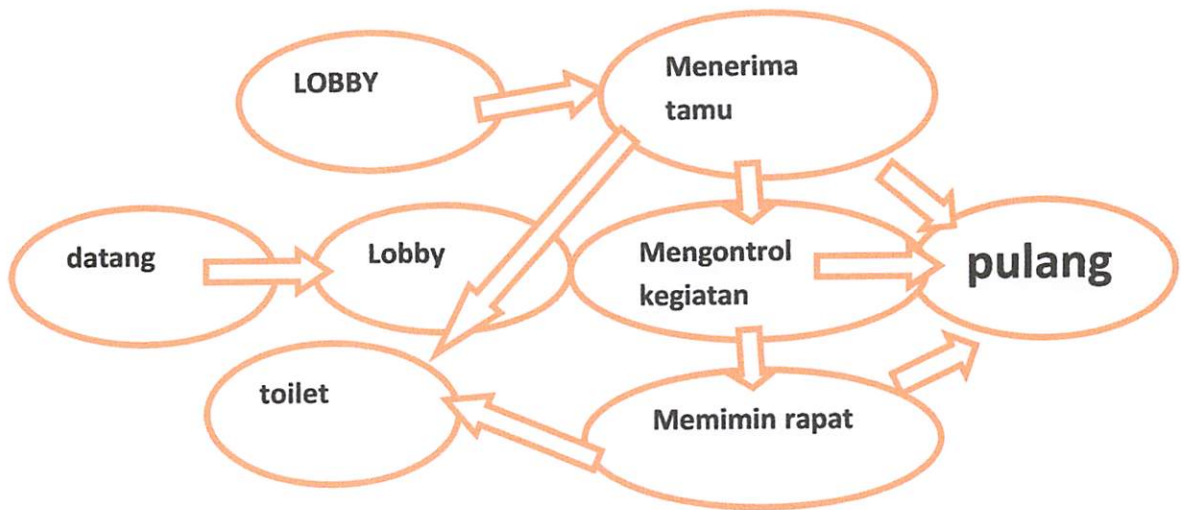 LOBBY
Menerima
tamu
datang
Lobby
Mengontrol
kegiatan
pulang
toilet
Memimin rapat